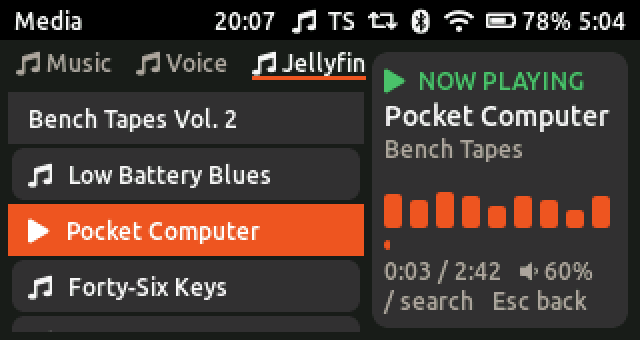 Media 20:07 TS 78% 5:04
Music Voice Jellyfin
Bench Tapes Vol. 2
Low Battery Blues
Pocket Computer
Forty-Six Keys
NOW PLAYING
Pocket Computer
Bench Tapes
0:03 / 2:42 60%
/ search Esc back